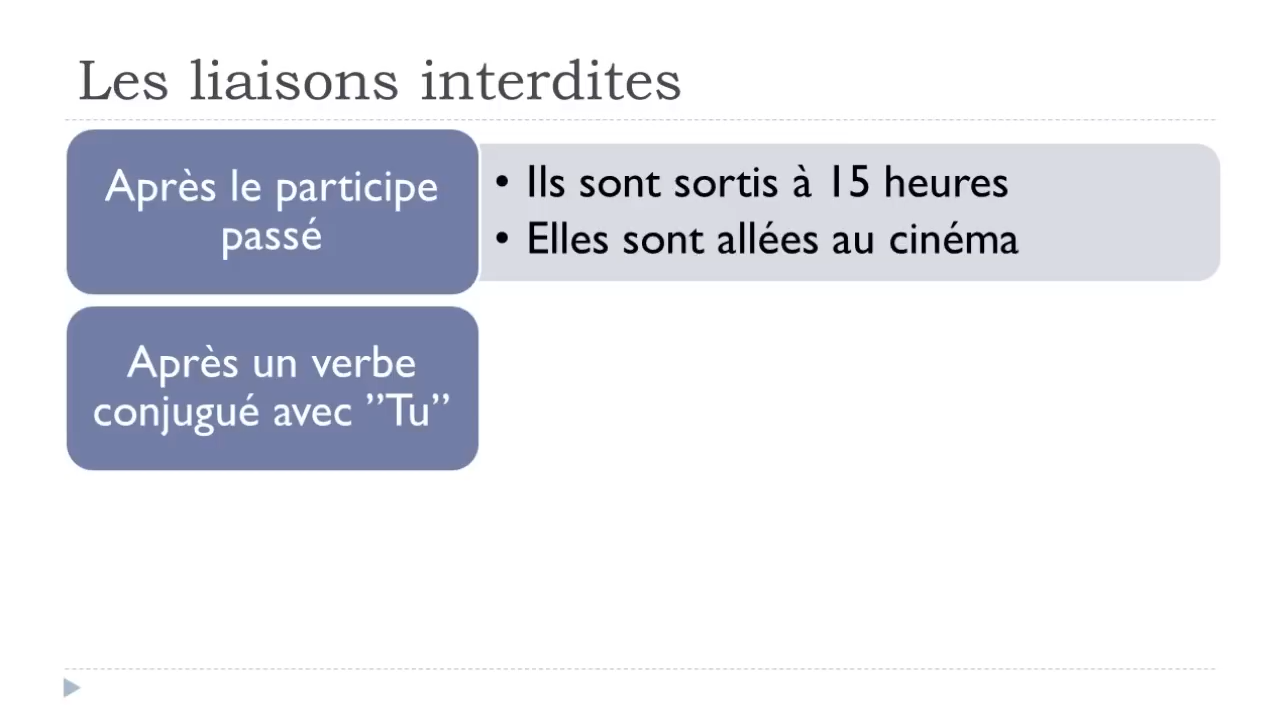 Les liaisons interdites
Après le participe
passé
• Ils sont sortis à 15 heures
• Elles sont allées au cinéma
Après un verbe
conjugué avec ”Tu”